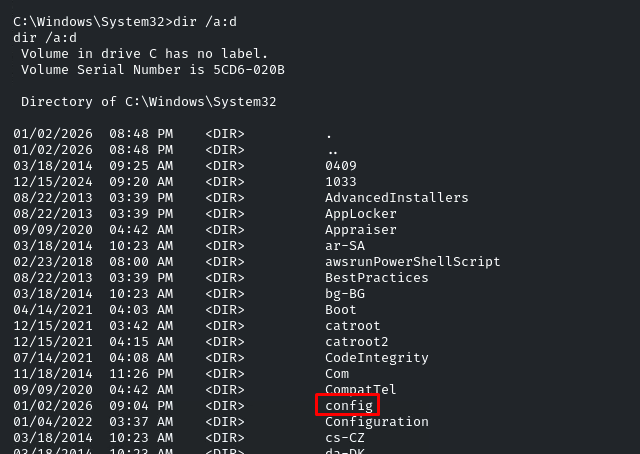 C:\Windows\System32>dir /a:d
dir /a:d
 Volume in drive C has no label.
 Volume Serial Number is 5CD6-020B

 Directory of C:\Windows\System32

01/02/2026  08:48 PM    <DIR>          .
01/02/2026  08:48 PM    <DIR>          ..
03/18/2014  09:25 AM    <DIR>          0409
12/15/2024  09:20 AM    <DIR>          1033
08/22/2013  03:39 PM    <DIR>          AdvancedInstallers
08/22/2013  03:39 PM    <DIR>          AppLocker
09/09/2020  04:42 AM    <DIR>          Appraiser
03/18/2014  10:23 AM    <DIR>          ar-SA
02/23/2018  08:00 AM    <DIR>          awsrunPowerShellScript
08/22/2013  03:39 PM    <DIR>          BestPractices
03/18/2014  10:23 AM    <DIR>          bg-BG
04/14/2021  04:03 AM    <DIR>          Boot
12/15/2021  03:42 AM    <DIR>          catroot
12/15/2021  04:15 AM    <DIR>          catroot2
07/14/2021  04:08 AM    <DIR>          CodeIntegrity
11/18/2014  11:26 PM    <DIR>          Com
09/09/2020  04:42 AM    <DIR>          CompatTel
01/02/2026  09:04 PM    <DIR>          config
01/04/2022  03:37 AM    <DIR>          Configuration
03/18/2014  10:23 AM    <DIR>          cs-CZ
03/18/2014  10:23 AM    <DIR>          da-DK